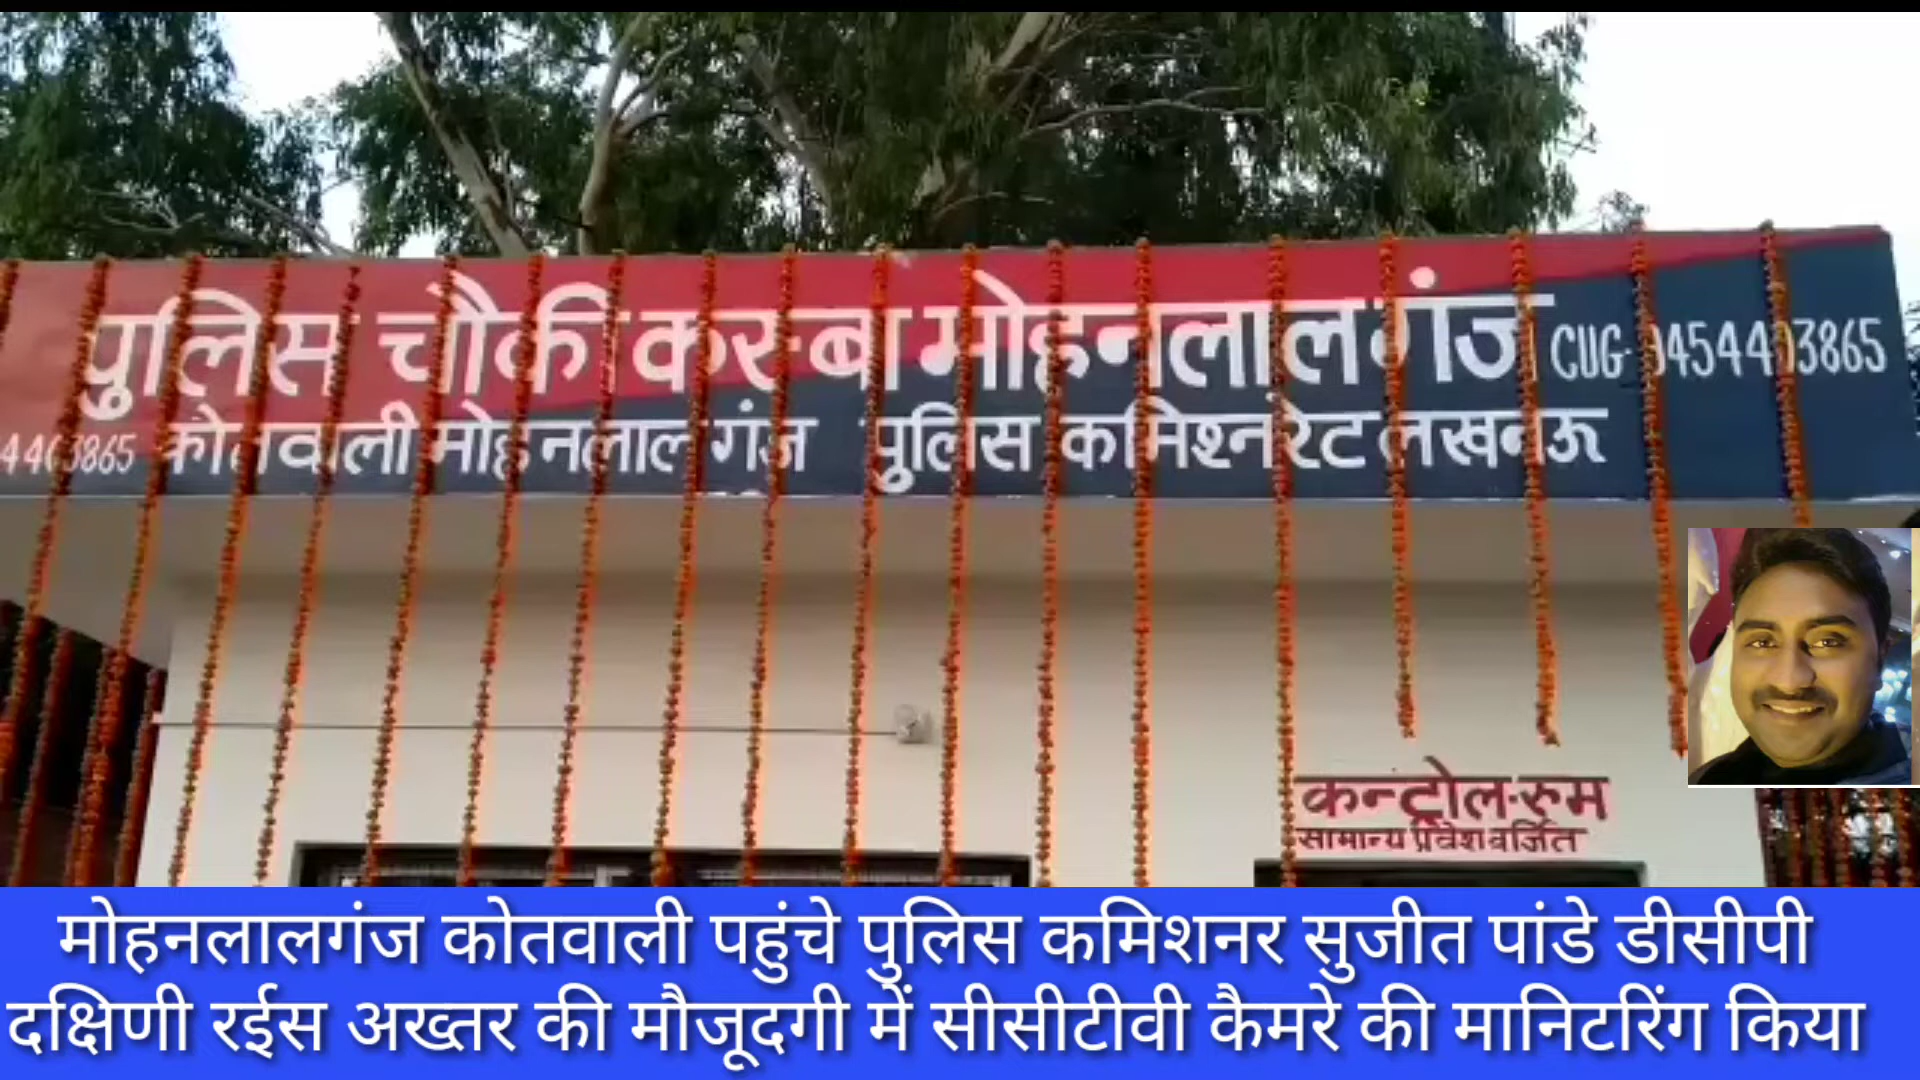 पुलिस चौकी कस्बा मोहनलालगंज CUG-9454403865
4403865 कोतवाली मोहनलालगंज पुलिस कमिश्नरेट लखनऊ
कन्ट्रोल-रुम
सामान्य प्रवेश वर्जित
मोहनलालगंज कोतवाली पहुंचे पुलिस कमिशनर सुजीत पांडे डीसीपी
दक्षिणी रईस अख्तर की मौजूदगी में सीसीटीवी कैमरे की मानिटरिंग किया